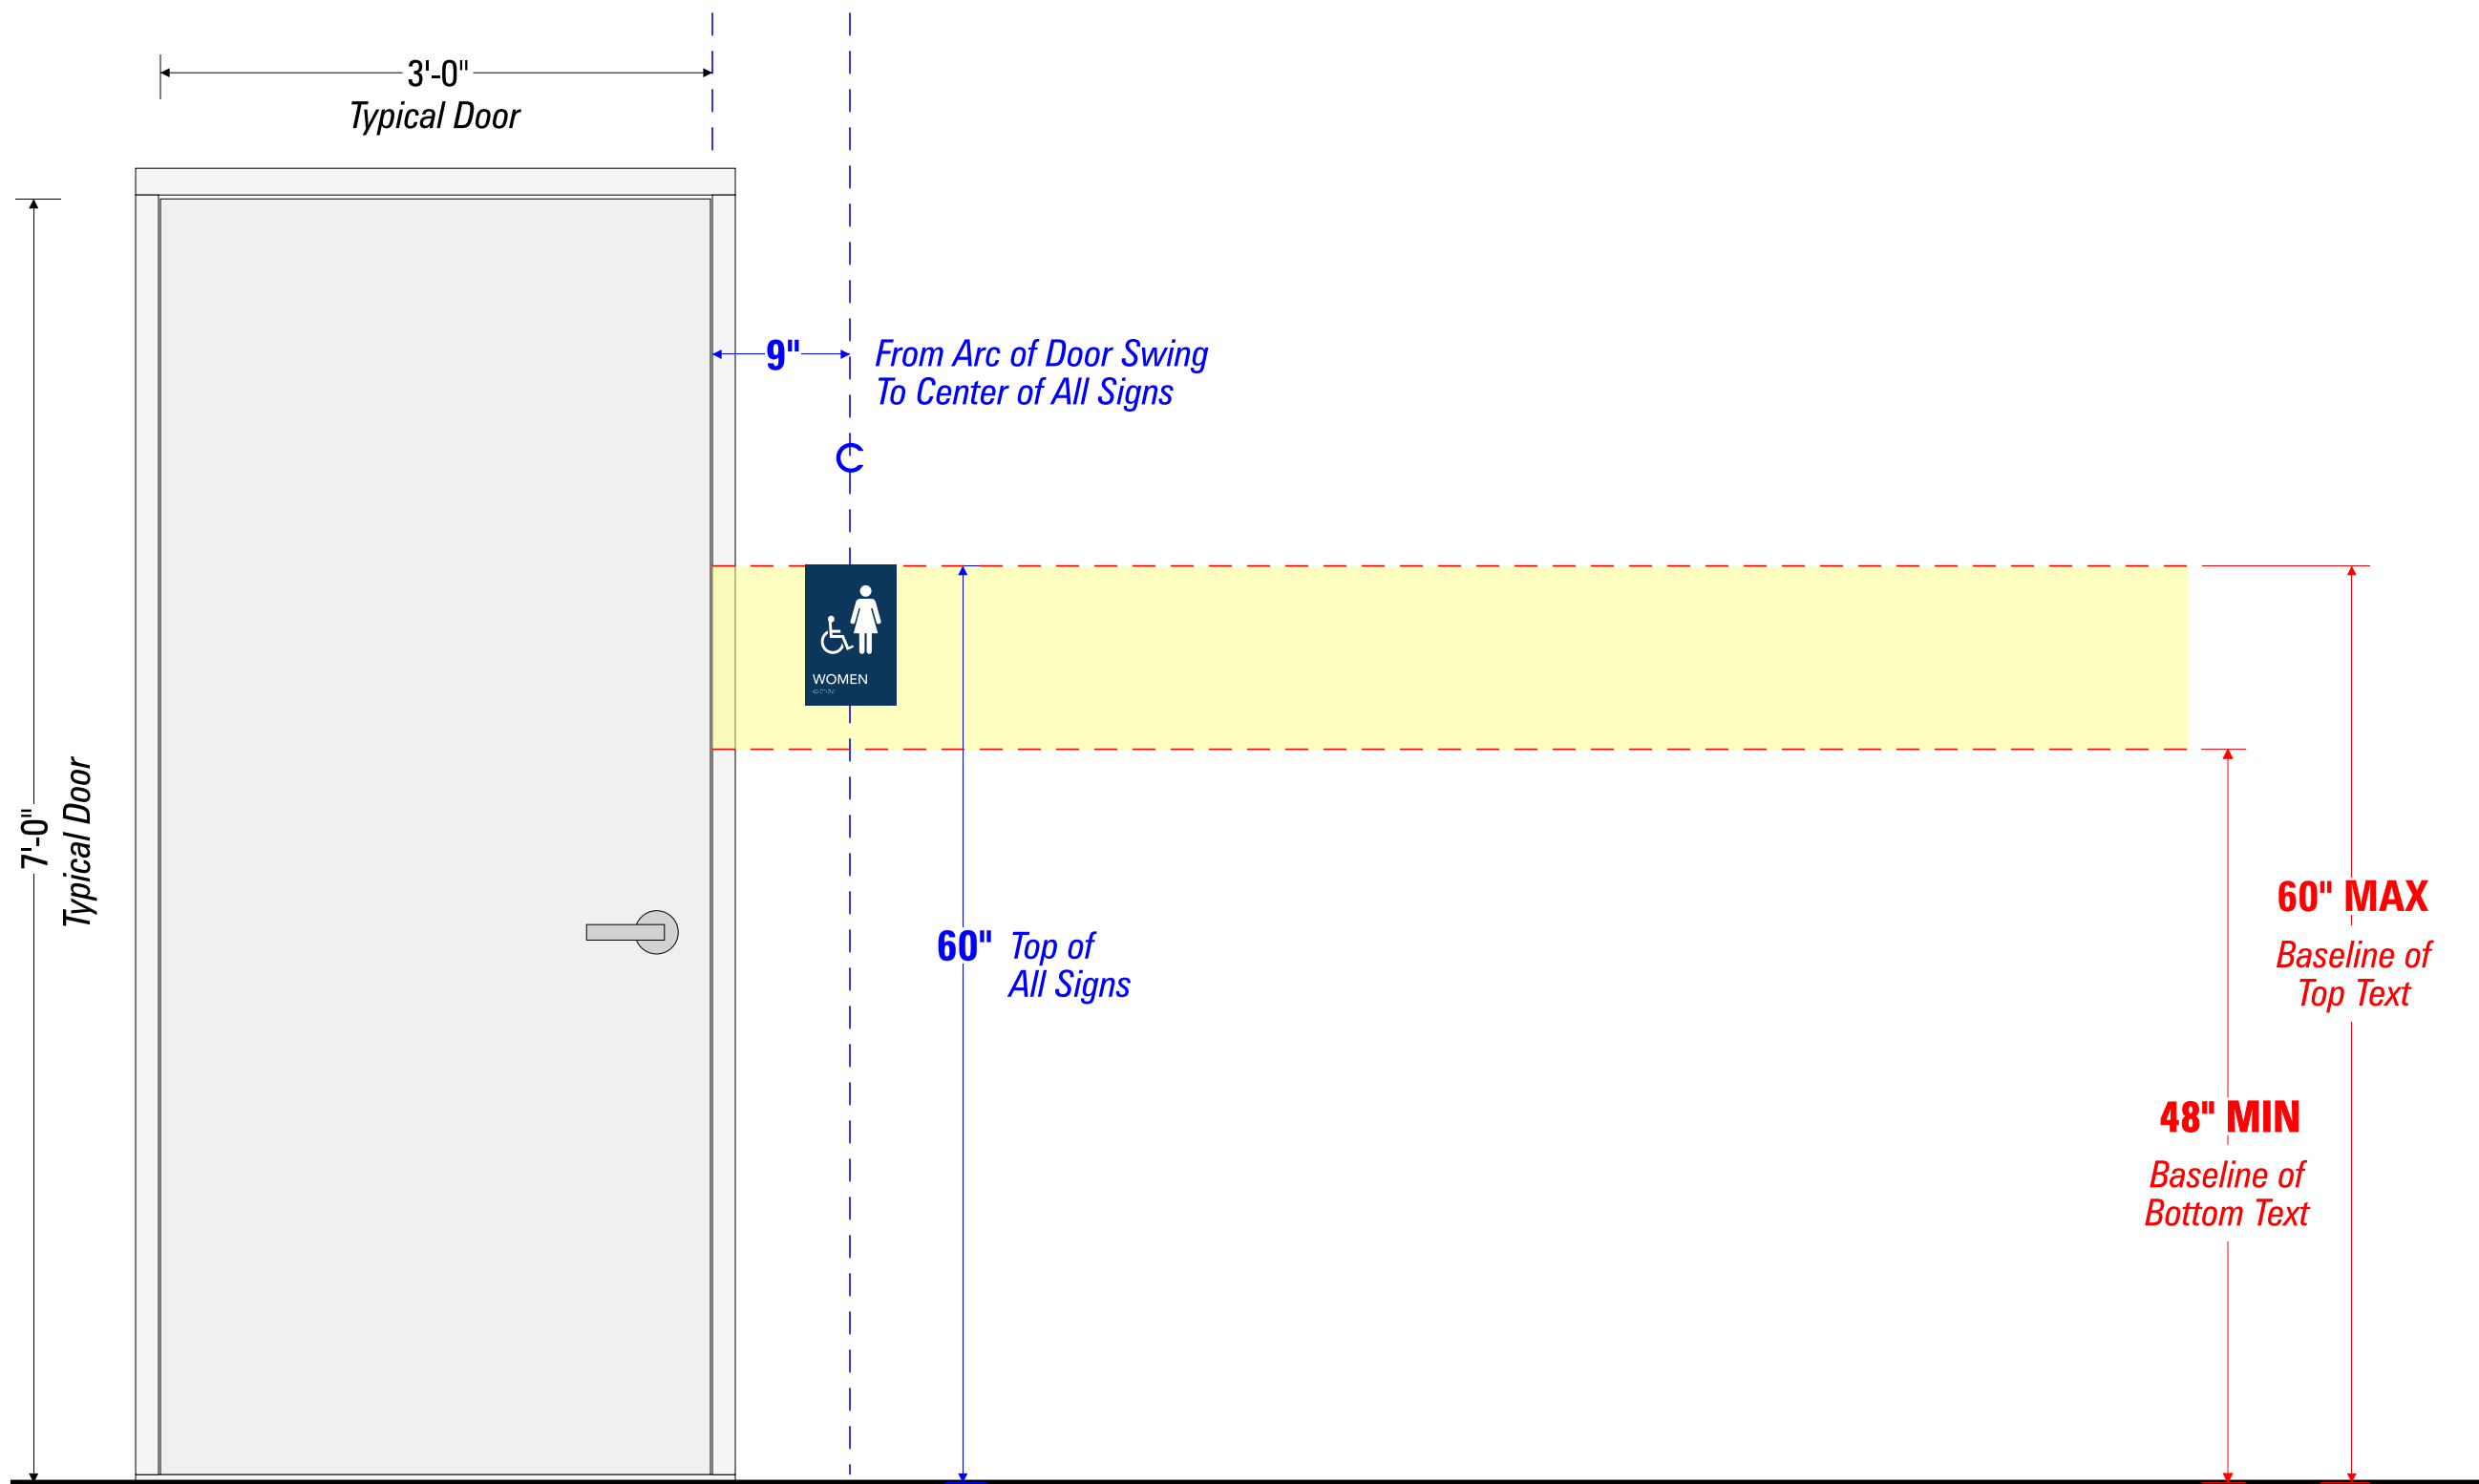 3'-0"
Typical Door
9"
From Arc of Door Swing
To Center of All Signs
C
WOMEN
7'-0"
Typical Door
60"
Top of
All Signs
60" MAX
Baseline of
Top Text
48" MIN
Baseline of
Bottom Text